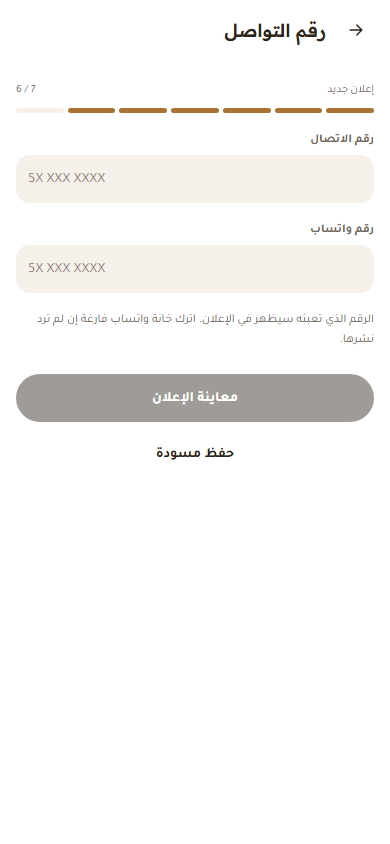 رقم التواصل
إعلان جديد
6 / 7
رقم الاتصال
5X XXX XXXX
رقم واتساب
5X XXX XXXX
الرقم الذي تعبئه سيظهر في الإعلان. اترك خانة واتساب فارغة إن لم ترد
نشرها.
معاينة الإعلان
حفظ مسودة